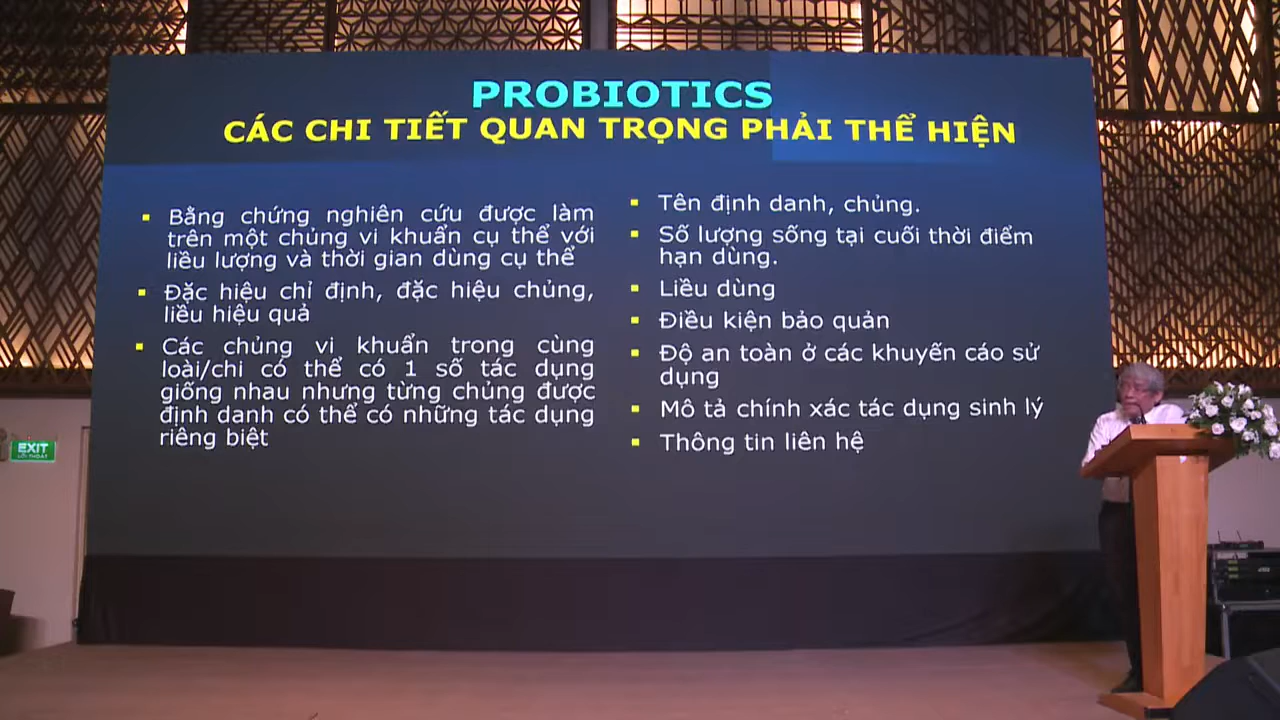 PROBIOTICS
CÁC CHI TIẾT QUAN TRỌNG PHẢI THỂ HIỆN
▪ Bằng chứng nghiên cứu được làm
trên một chủng vi khuẩn cụ thể với
liều lượng và thời gian dùng cụ thể
▪ Đặc hiệu chỉ định, đặc hiệu chủng,
liều hiệu quả
▪ Các chủng vi khuẩn trong cùng
loài/chi có thể có 1 số tác dụng
giống nhau nhưng từng chủng được
định danh có thể có những tác dụng
riêng biệt
▪ Tên định danh, chủng.
▪ Số lượng sống tại cuối thời điểm
hạn dùng.
▪ Liều dùng
▪ Điều kiện bảo quản
▪ Độ an toàn ở các khuyến cáo sử
dụng
▪ Mô tả chính xác tác dụng sinh lý
▪ Thông tin liên hệ
EXIT
LỐI THOÁT